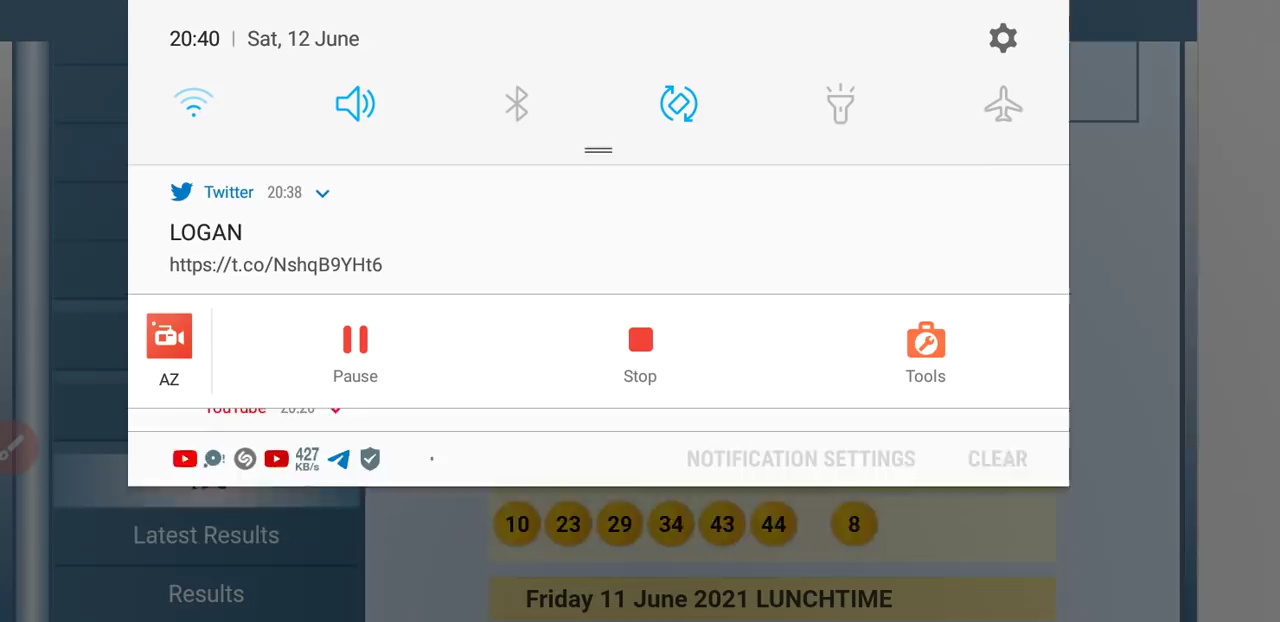 20:40 | Sat, 12 June
Twitter 20:38
LOGAN
https://t.co/NshqB9YHt6
AZ
Pause
Stop
Tools
YouTube 20:20
427
KB/s
NOTIFICATION SETTINGS
CLEAR
10 23 29 34 43 44 8
Latest Results
Results
Friday 11 June 2021 LUNCHTIME